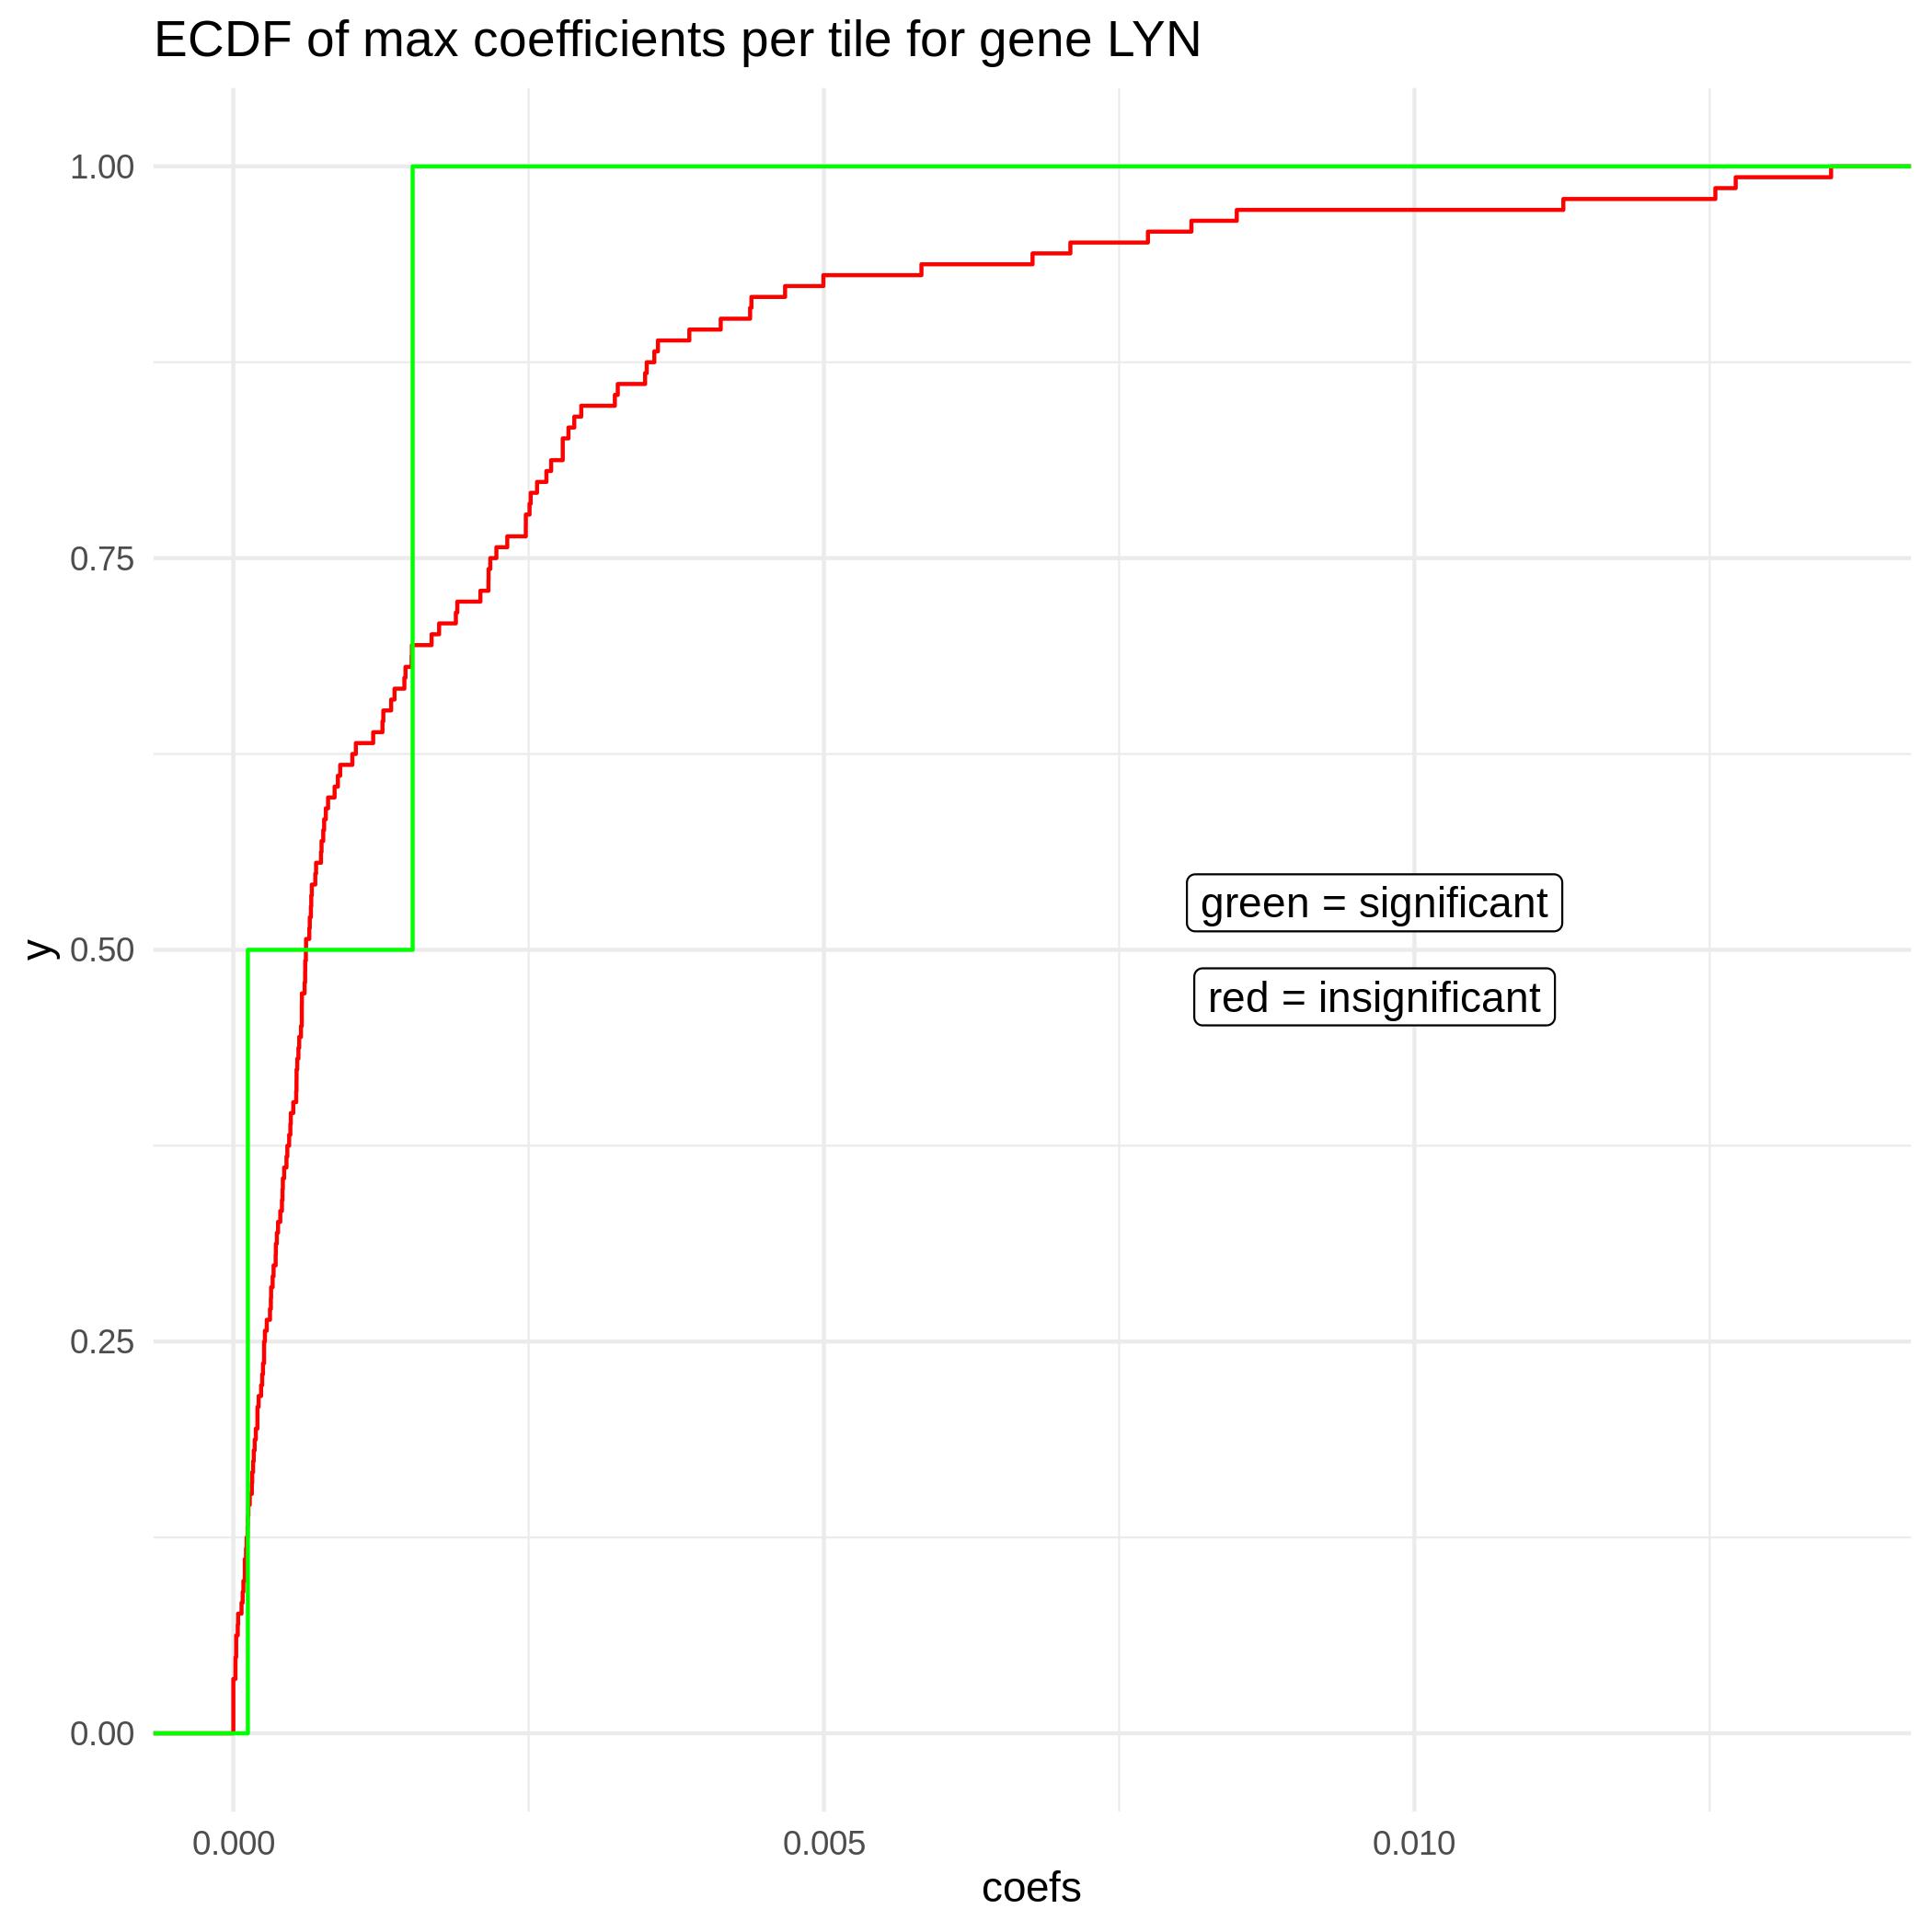 ECDF of max coefficients per tile for gene LYN
1.00
0.75
y
0.50
0.25
0.00
green = significant
red = insignificant
0.000
0.005
0.010
coefs